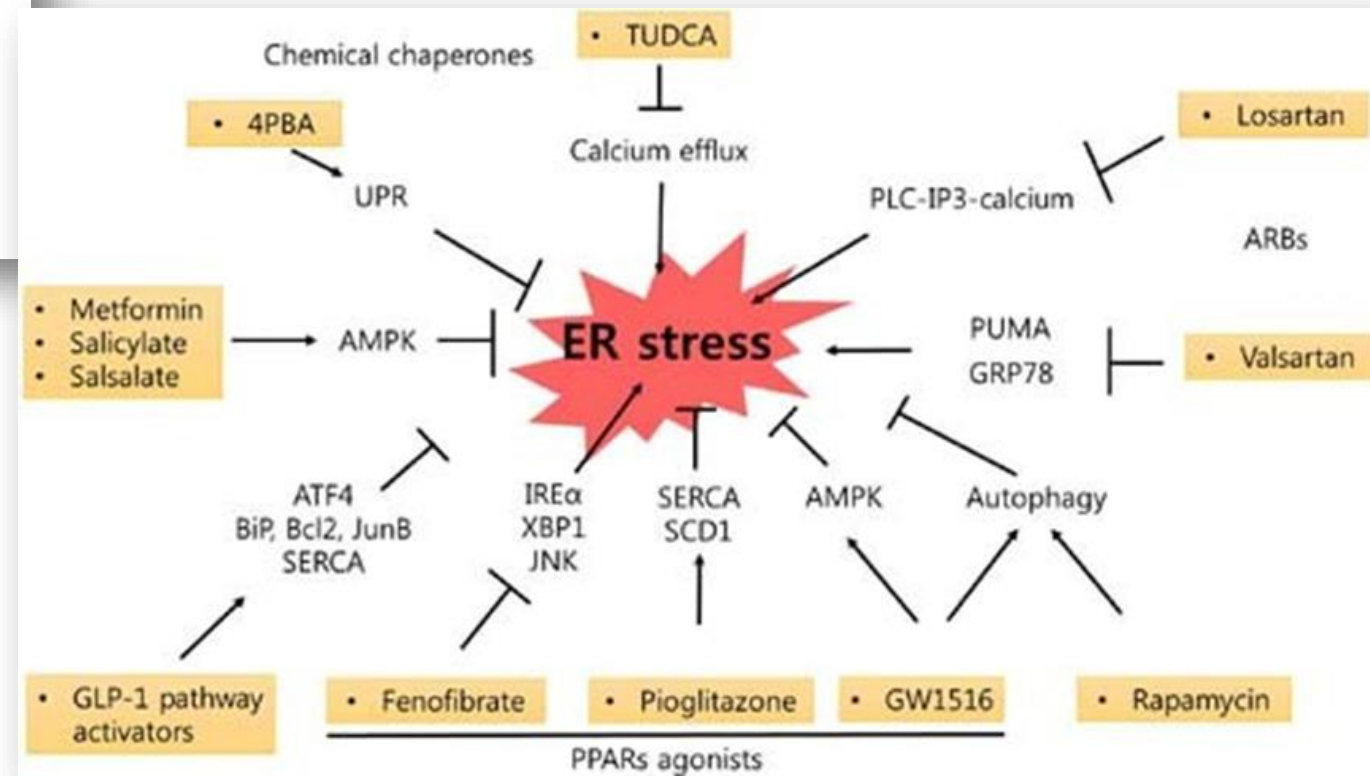 Chemical chaperones
• TUDCA
• 4PBA
Calcium efflux
• Losartan
UPR
PLC-IP3-calcium
ARBs
• Metformin
• Salicylate
• Salsalate
AMPK
ER stress
PUMA
GRP78
• Valsartan
ATF4
BiP, Bcl2, JunB
SERCA
IREα
XBP1
JNK
SERCA
SCD1
AMPK
Autophagy
• GLP-1 pathway
activators
• Fenofibrate
• Pioglitazone
• GW1516
• Rapamycin
PPARs agonists